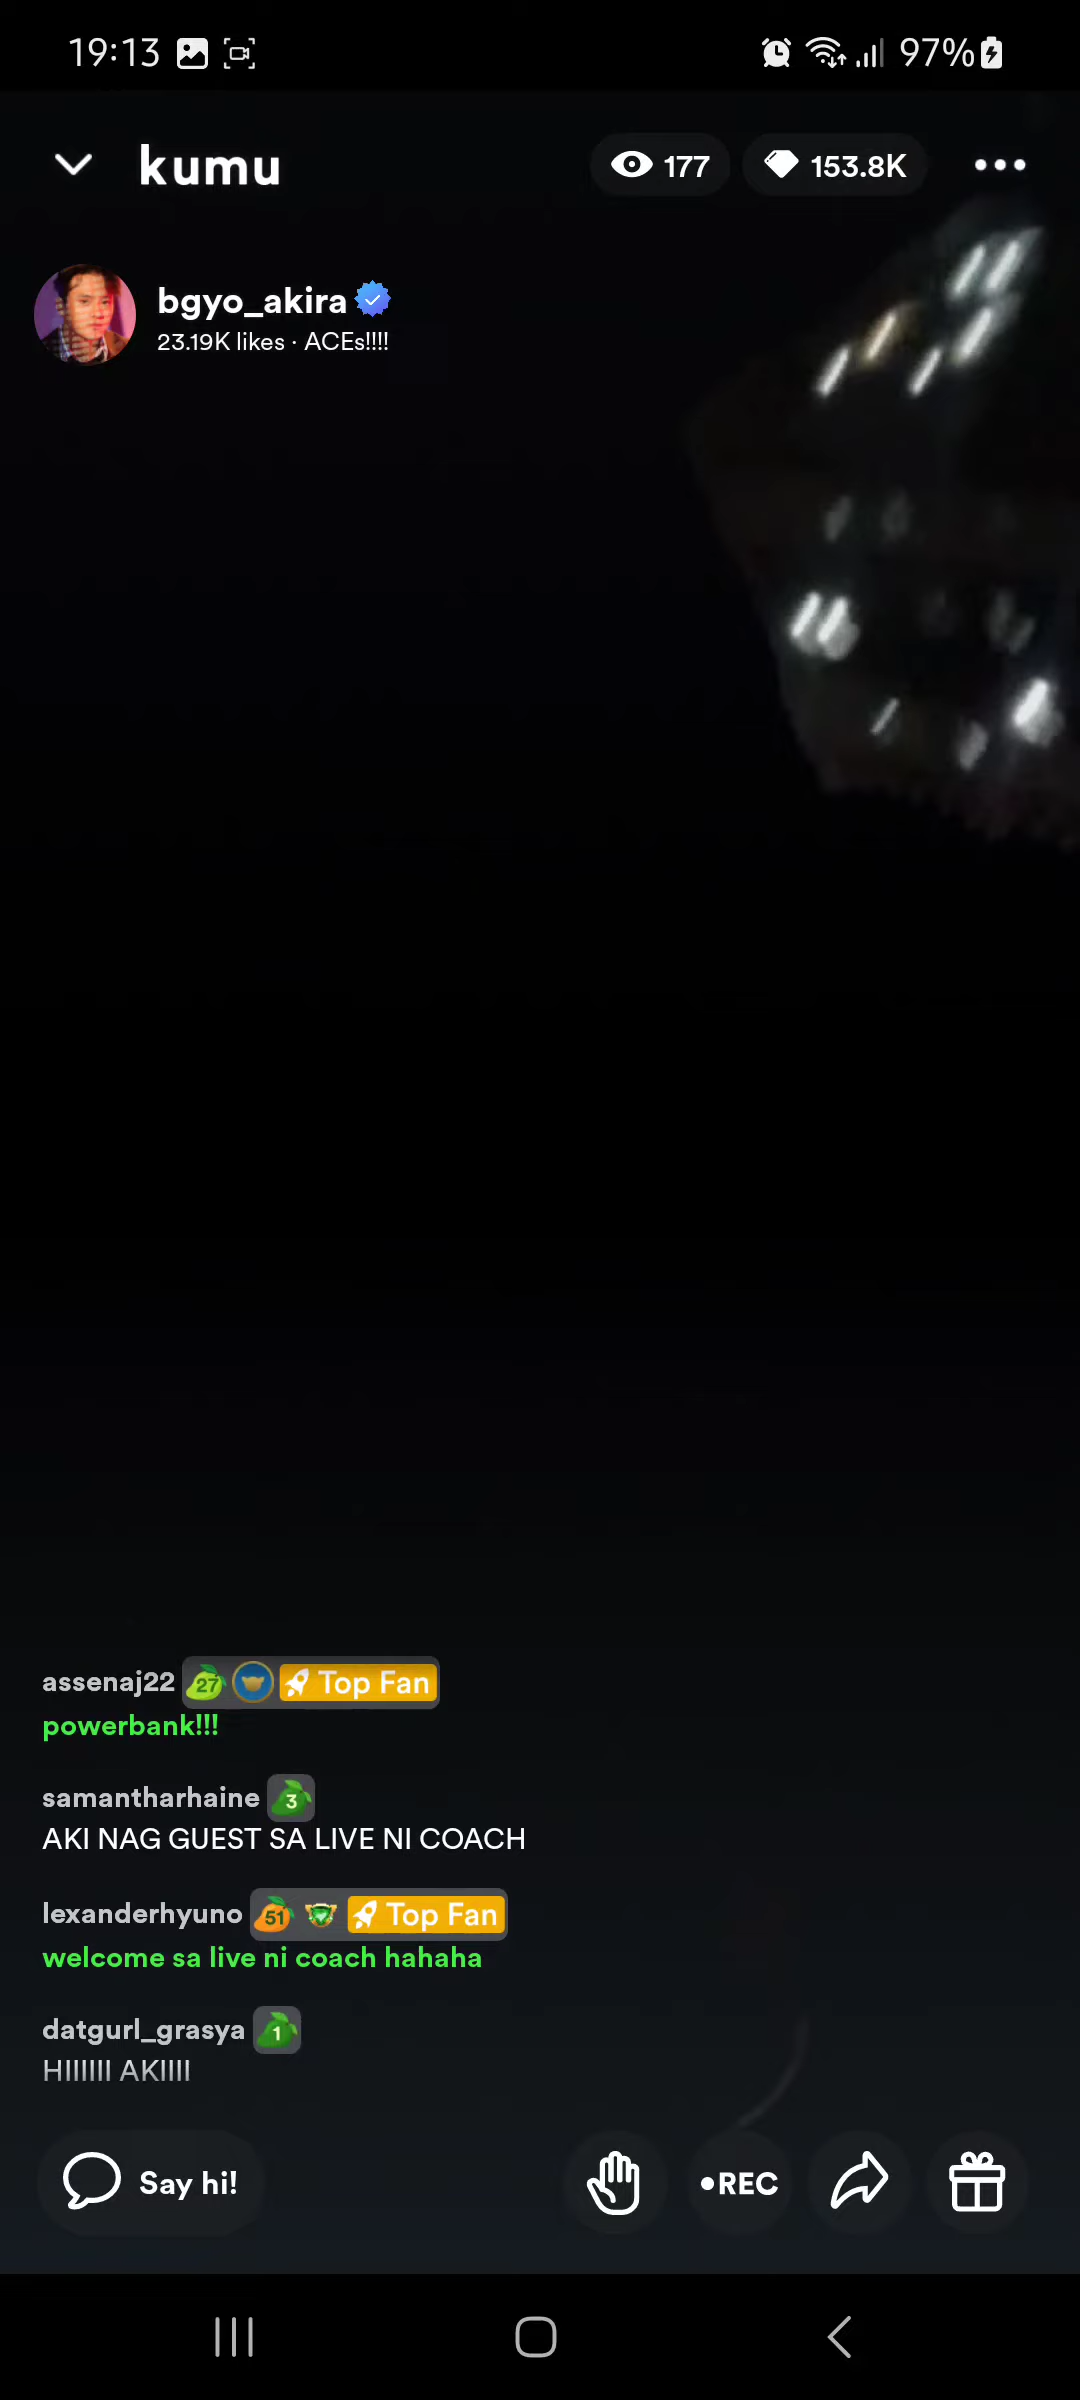 19:13
97%
kumu
177
153.8K
bgyo_akira
23.19K likes · ACEs!!!!
assenaj22 27 Top Fan
powerbank!!!
samantharhaine 3
AKI NAG GUEST SA LIVE NI COACH
lexanderhyuno 51 Top Fan
welcome sa live ni coach hahaha
datgurl_grasya 1
HIIIIII AKIIII
Say hi!
•REC